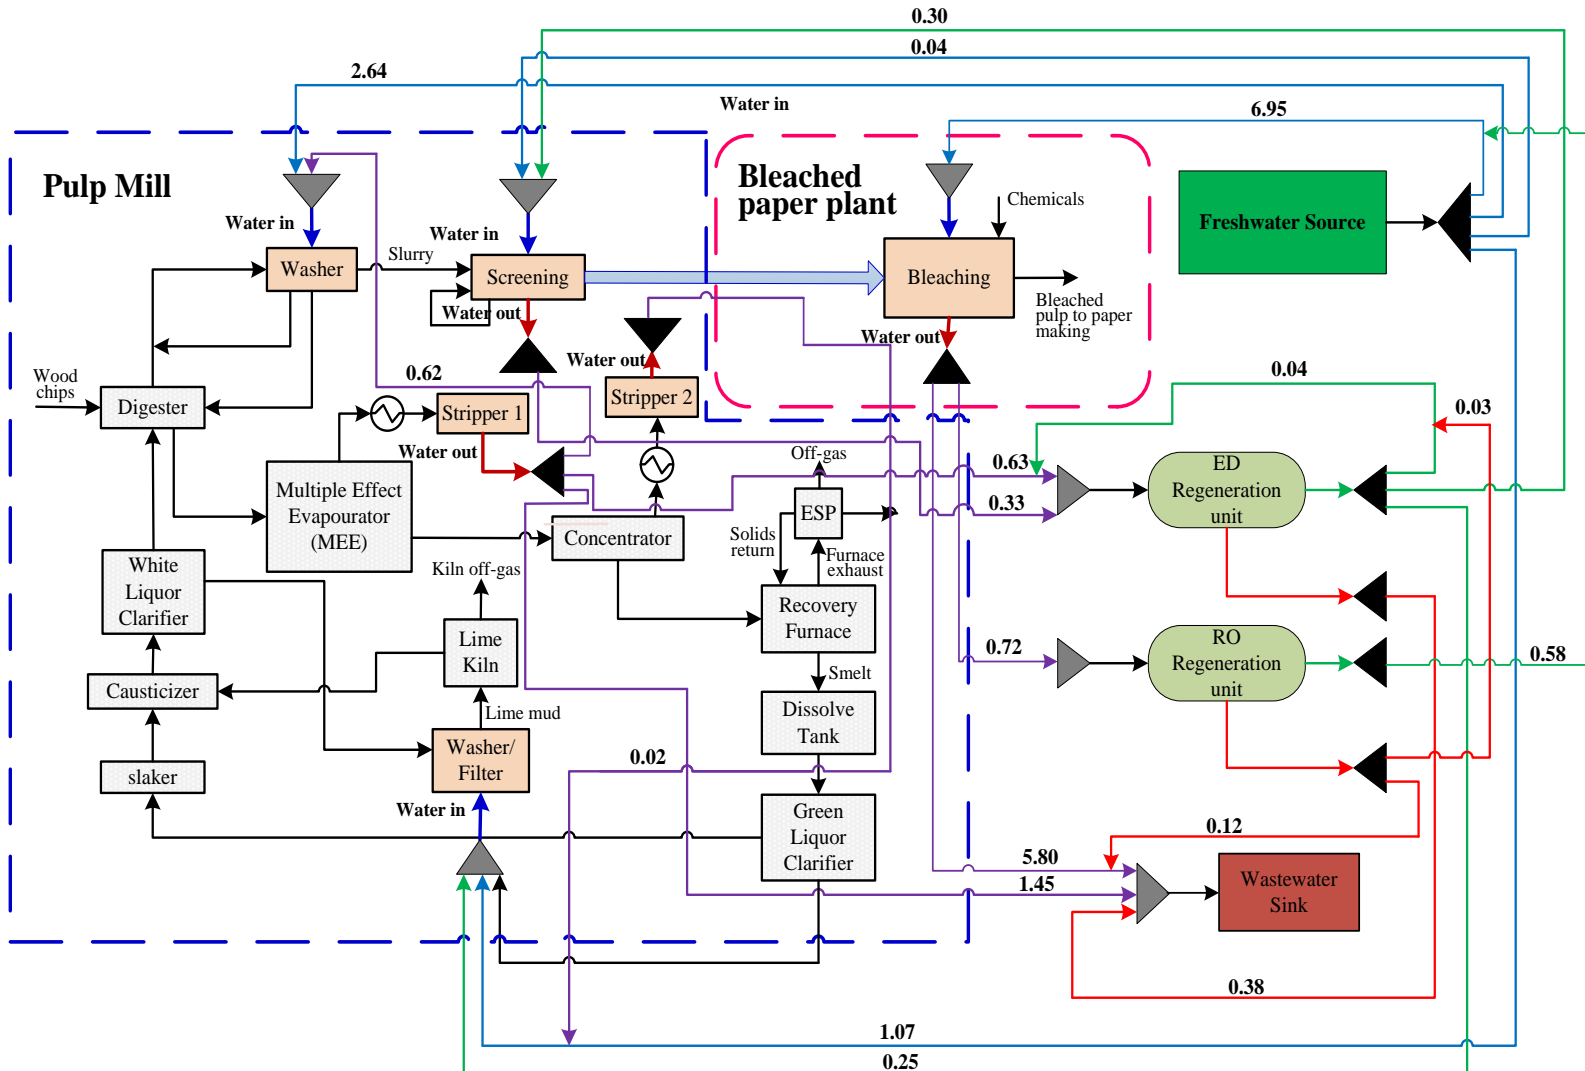 0.30
0.04
2.64
Water in
6.95
Pulp Mill
Bleached
paper plant
Chemicals
Freshwater Source
Water in
Water in
Slurry
Washer
Screening
Bleaching
Water out
Bleached
pulp to paper
making
Water out
Water out
Wood
chips
0.62
0.04
Digester
Stripper 1
Stripper 2
0.03
Water out
Off-gas
0.63
ED
Regeneration
unit
Multiple Effect
Evapourator
(MEE)
ESP
0.33
Concentrator
Solids
return
Furnace
exhaust
White
Liquor
Clarifier
Kiln off-gas
Recovery
Furnace
Lime
Kiln
0.72
RO
Regeneration
unit
0.58
Smelt
Causticizer
Lime mud
Dissolve
Tank
Washer/
Filter
0.02
slaker
Water in
Green
Liquor
Clarifier
0.12
5.80
1.45
Wastewater
Sink
0.38
1.07
0.25